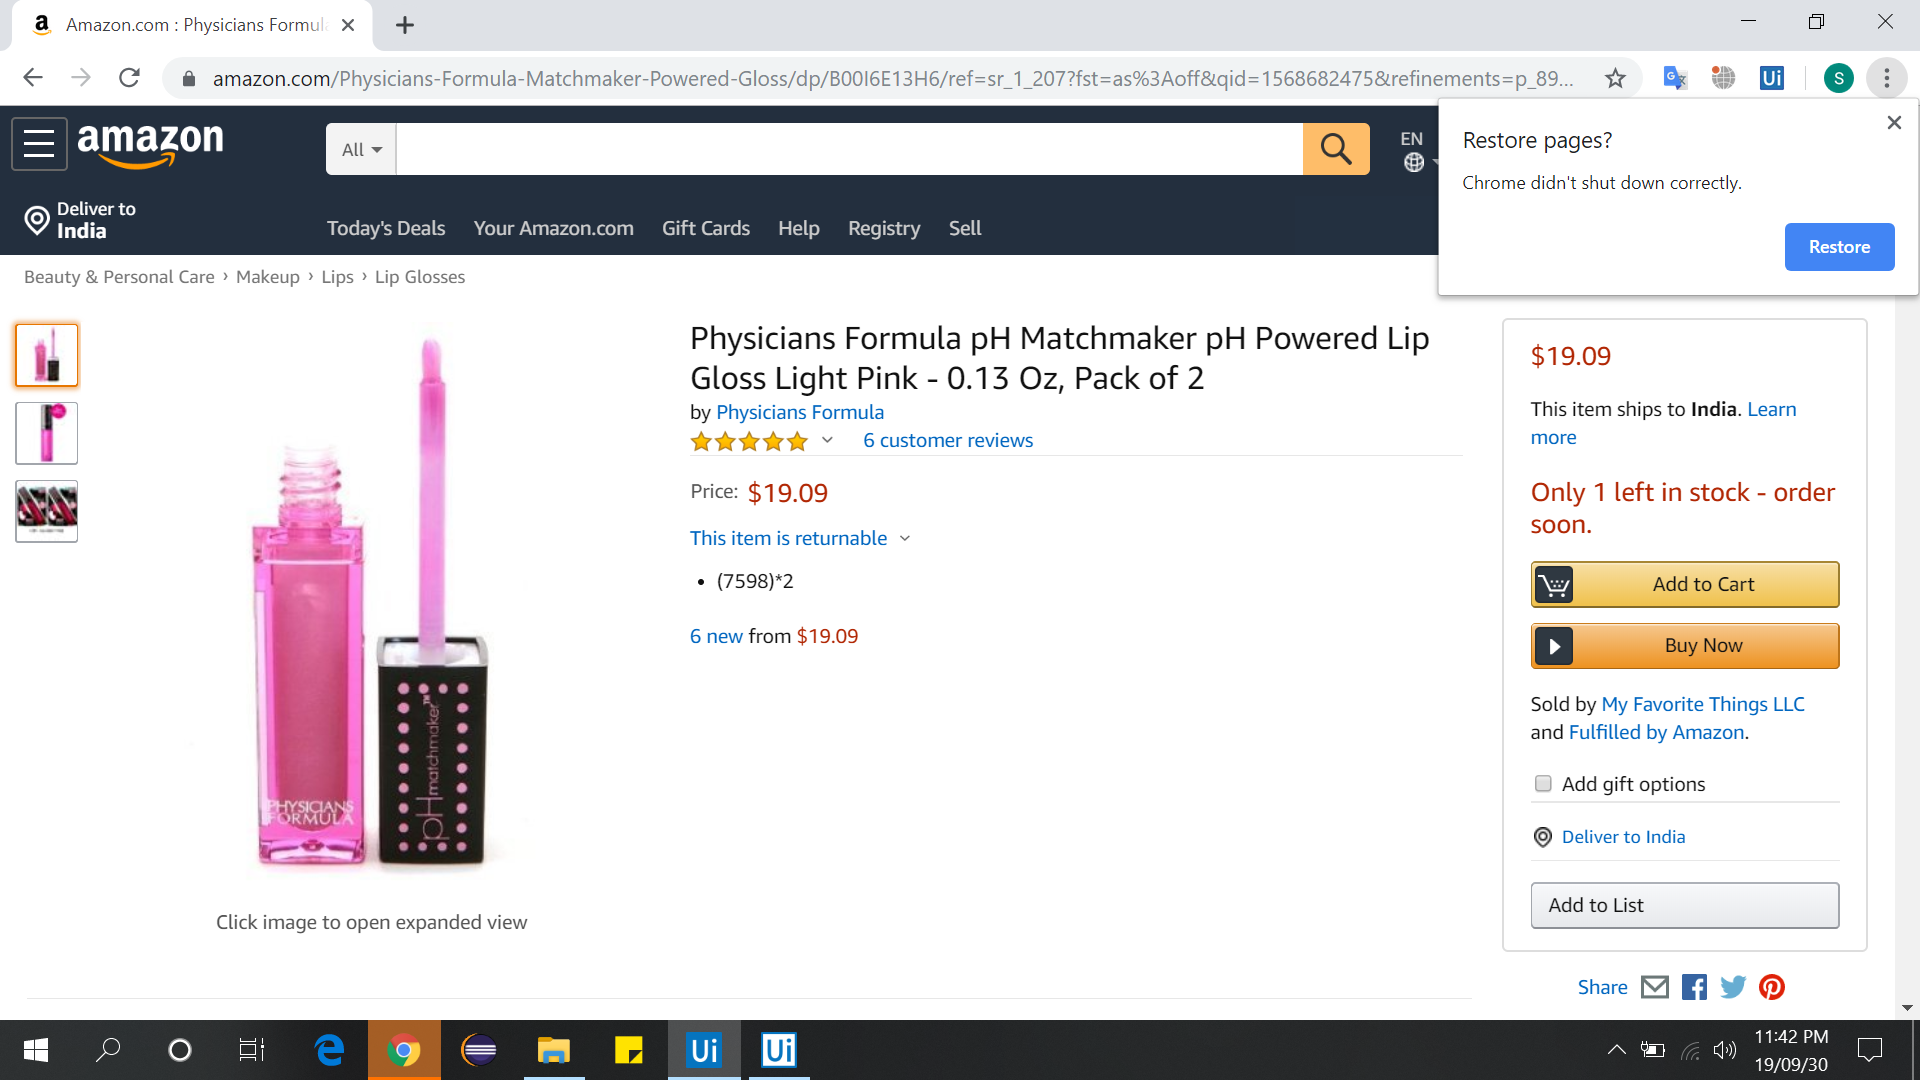 Amazon.com : Physicians Formul
amazon.com/Physicians-Formula-Matchmaker-Powered-Gloss/dp/B00I6E13H6/ref=sr_1_207?fst=as%3Aoff&qid=1568682475&refinements=p_89...
S
Restore pages?
Chrome didn't shut down correctly.
Restore
amazon
All
EN
Deliver to
India
Today's Deals
Your Amazon.com
Gift Cards
Help
Registry
Sell
Beauty & Personal Care › Makeup › Lips › Lip Glosses
PHYSICIANS
FORMULA
pHmatchmaker™
Click image to open expanded view
Physicians Formula pH Matchmaker pH Powered Lip
Gloss Light Pink - 0.13 Oz, Pack of 2
by Physicians Formula
6 customer reviews
Price: $19.09
This item is returnable
• (7598)*2
6 new from $19.09
$19.09
This item ships to India. Learn
more
Only 1 left in stock - order
soon.
Add to Cart
Buy Now
Sold by My Favorite Things LLC
and Fulfilled by Amazon.
Add gift options
Deliver to India
Add to List
Share
Ui
Ui
Ui
11:42 PM
19/09/30